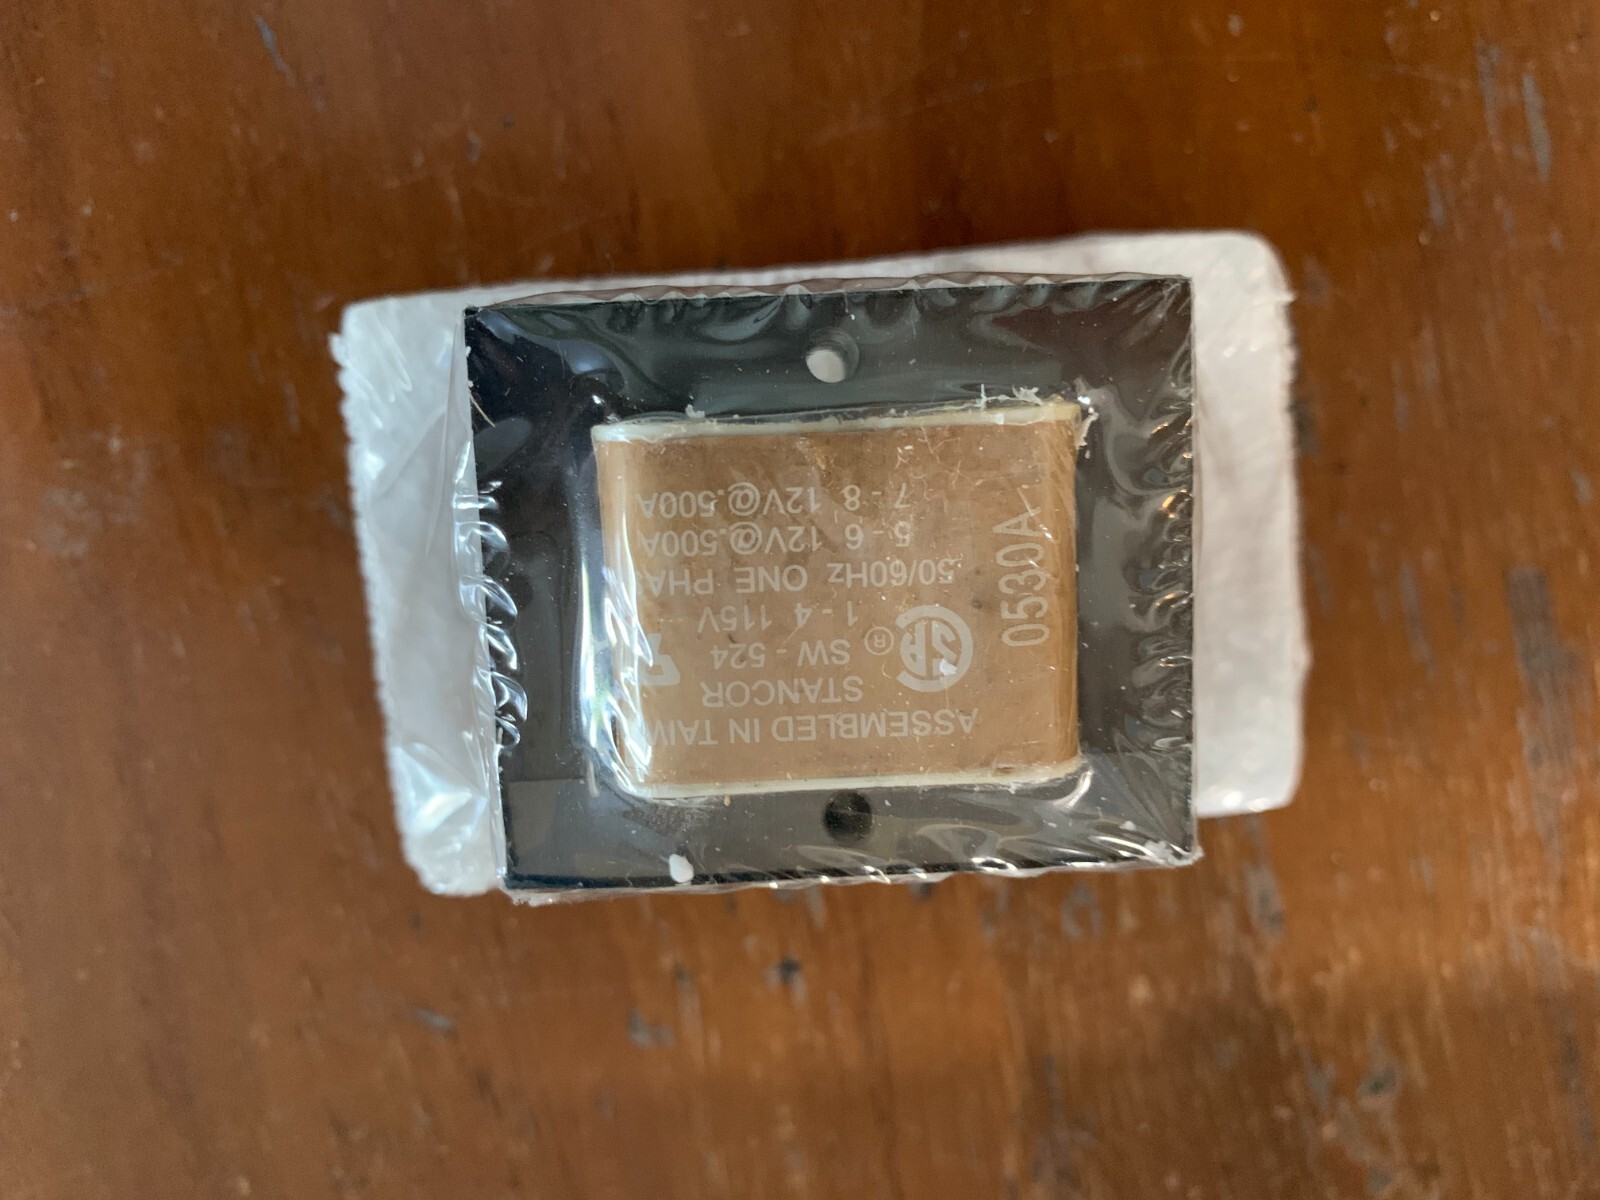 ASSEMBLED IN TAIW
STANCOR
SW - 524
1 - 4 115V
50/60Hz ONE PHA
5 - 6 12V@.500A
7 - 8 12V@.500A
0530A